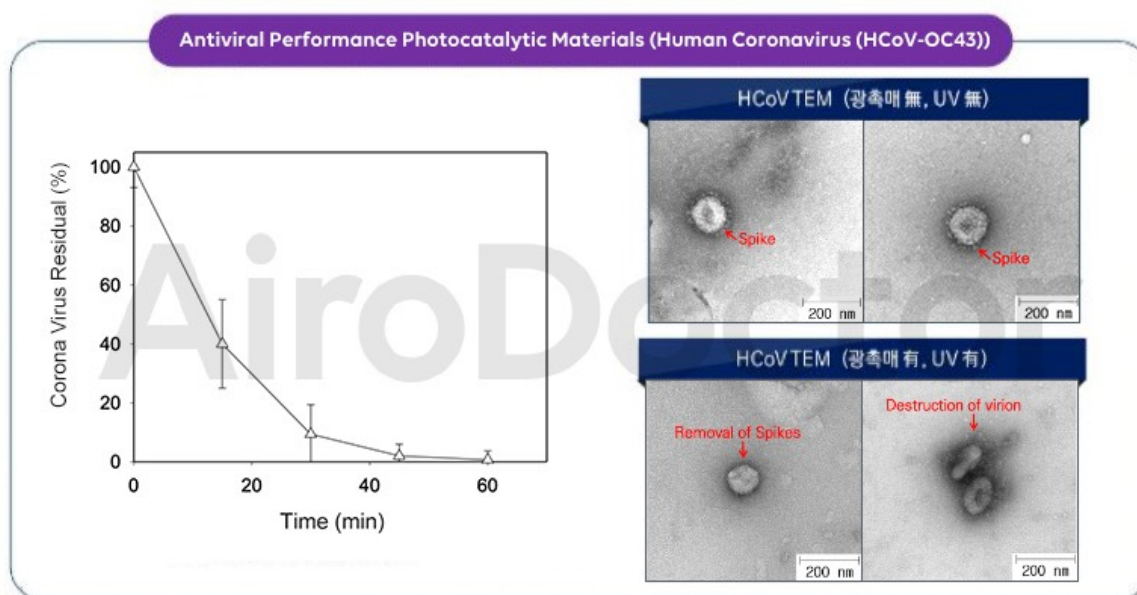 Antiviral Performance Photocatalytic Materials (Human Coronavirus (HCoV-OC43))
Corona Virus Residual (%)
100
80
60
40
20
0
0 20 40 60
Time (min)
AiroDoctor
HCoV TEM (광촉매 無, UV 無)
Spike
200 nm
Spike
200 nm
HCoV TEM (광촉매 有, UV 有)
Removal of Spikes
200 nm
Destruction of virion
200 nm